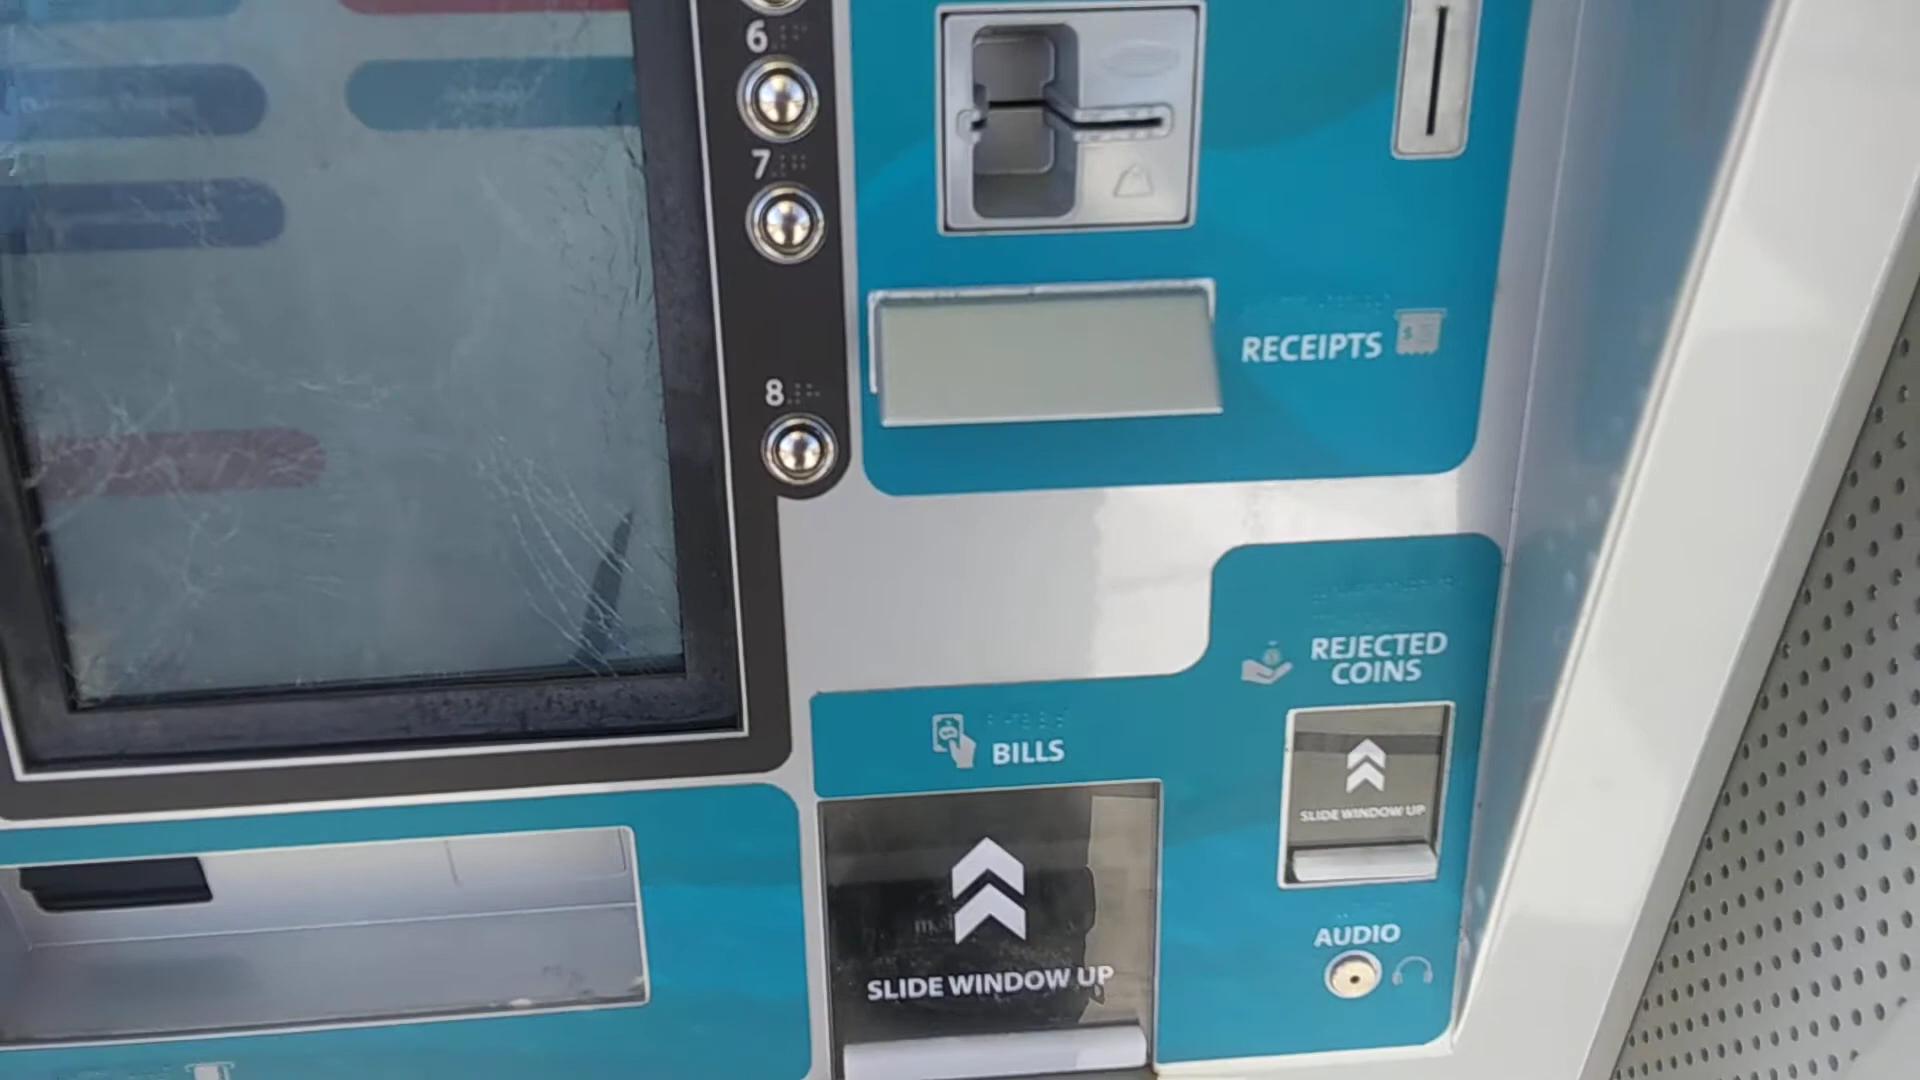 6
7
8
RECEIPTS
REJECTED
COINS
SLIDE WINDOW UP
BILLS
SLIDE WINDOW UP
AUDIO